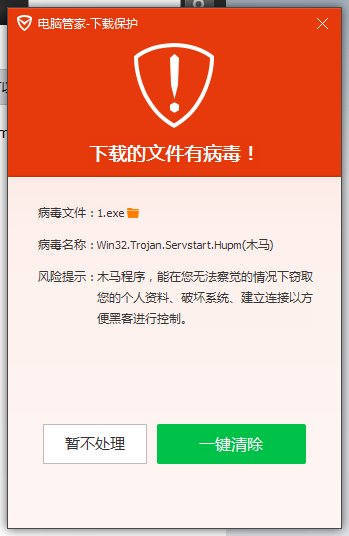 电脑管家-下载保护
下载的文件有病毒！
病毒文件：1.exe
病毒名称：Win32.Trojan.Servstart.Hupm(木马)
风险提示：木马程序，能在您无法察觉的情况下窃取
您的个人资料、破坏系统、建立连接以方
便黑客进行控制。
暂不处理
一键清除